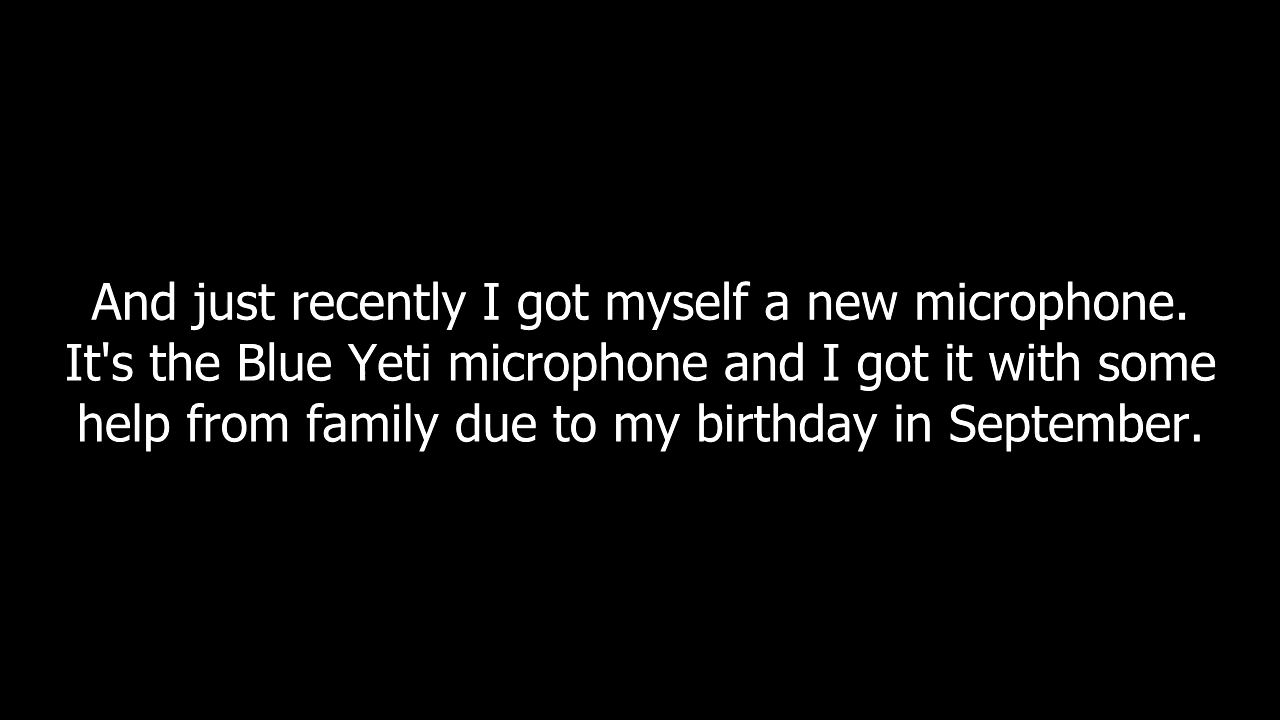 And just recently I got myself a new microphone.
It's the Blue Yeti microphone and I got it with some
help from family due to my birthday in September.